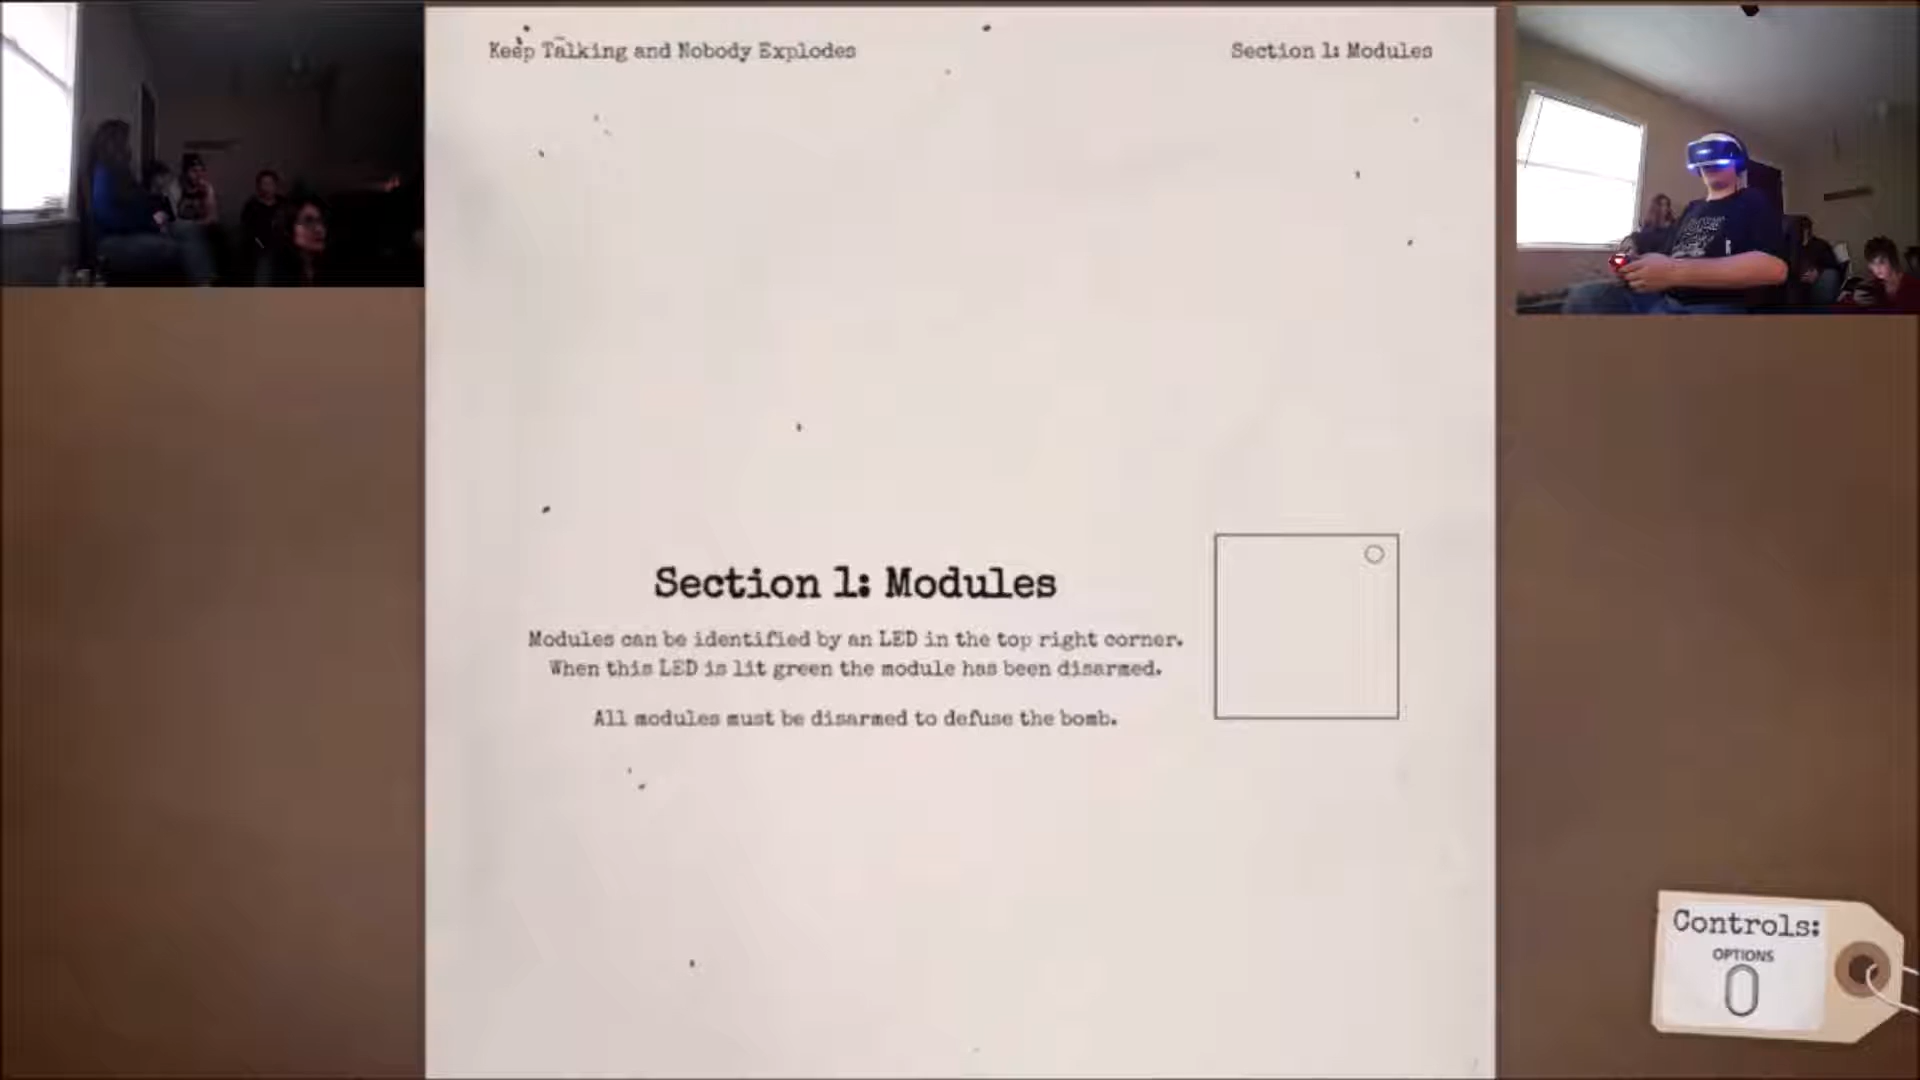 Keep Talking and Nobody Explodes
Section 1: Modules
Section 1: Modules
Modules can be identified by an LED in the top right corner.
When this LED is lit green the module has been disarmed.
All modules must be disarmed to defuse the bomb.
Controls:
OPTIONS